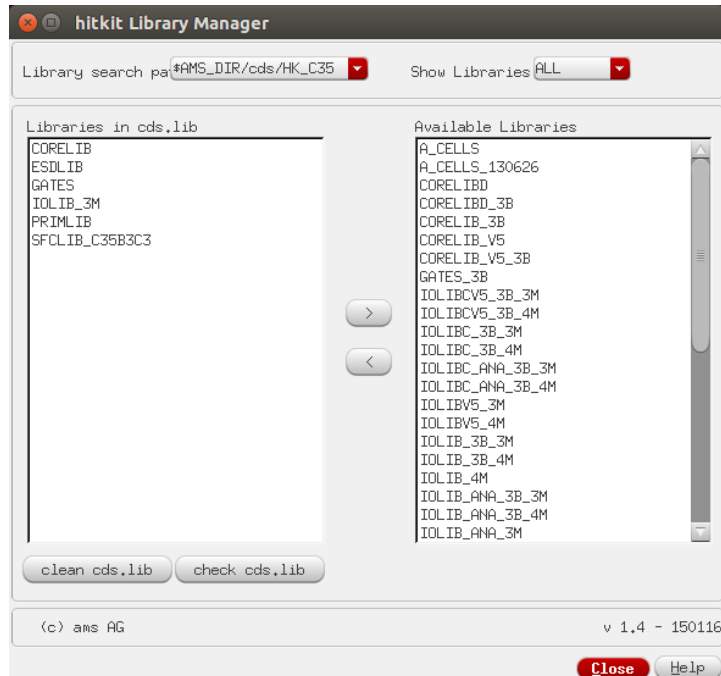 hitkit Library Manager
Library search pa $AMS_DIR/cds/HK_C35 Show Libraries ALL
Libraries in cds.lib
CORELIB
ESDLIB
GATES
IOLIB_3M
PRIMLIB
SFCLIB_C35B3C3
>
<
clean cds.lib check cds.lib
Available Libraries
A_CELLS
A_CELLS_130626
CORELIBD
CORELIBD_3B
CORELIB_3B
CORELIB_V5
CORELIB_V5_3B
GATES_3B
IOLIBCV5_3B_3M
IOLIBCV5_3B_4M
IOLIBC_3B_3M
IOLIBC_3B_4M
IOLIBC_ANA_3B_3M
IOLIBC_ANA_3B_4M
IOLIBV5_3M
IOLIBV5_4M
IOLIB_3B_3M
IOLIB_3B_4M
IOLIB_4M
IOLIB_ANA_3B_3M
IOLIB_ANA_3B_4M
IOLIB_ANA_3M
(c) ams AG v 1.4 - 150116
Close Help